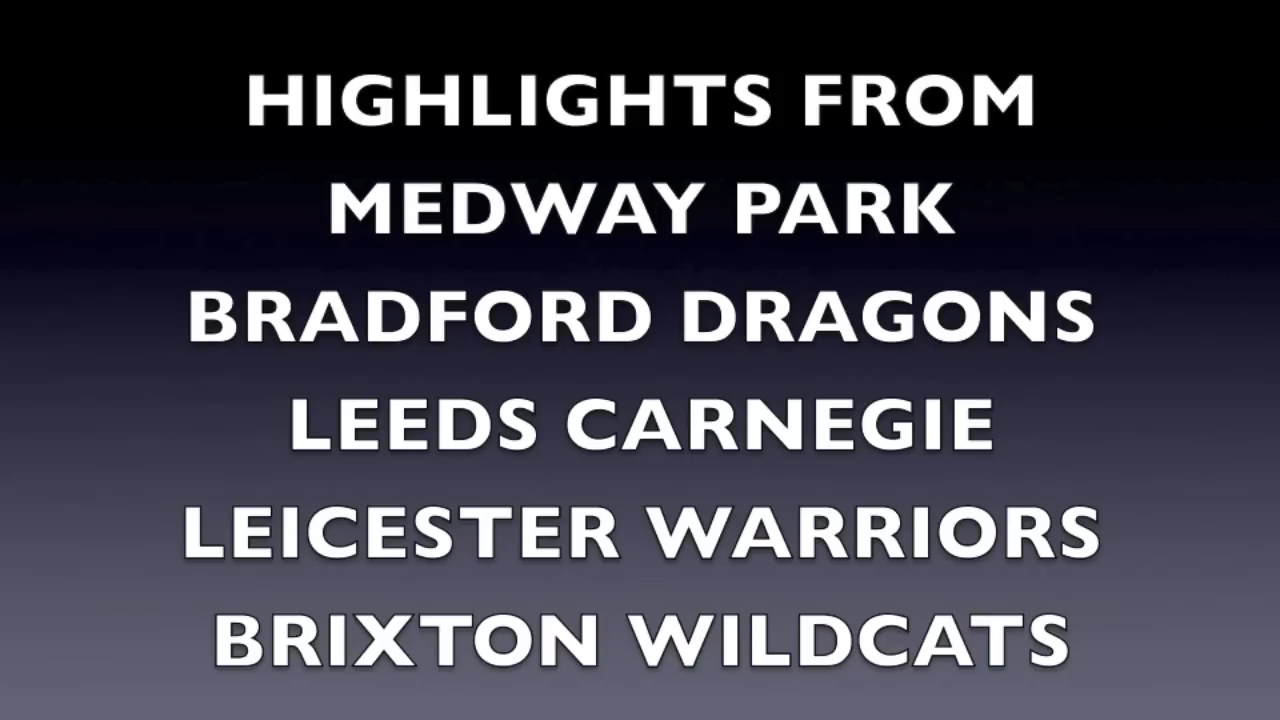 HIGHLIGHTS FROM
MEDWAY PARK
BRADFORD DRAGONS
LEEDS CARNEGIE
LEICESTER WARRIORS
BRIXTON WILDCATS